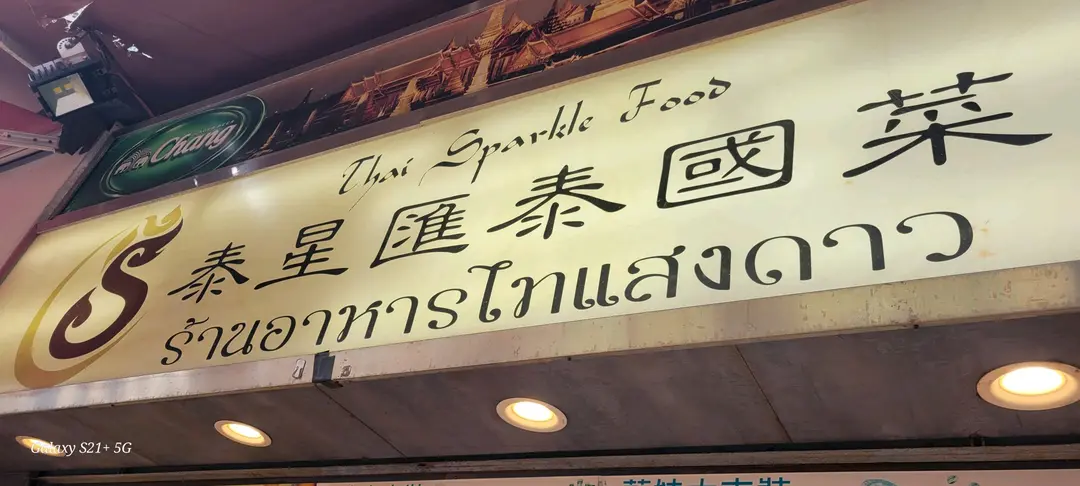 Chang
Thai Sparkle Food
泰星匯泰國菜
ร้านอาหารไทแสงดาว
Galaxy S21+ 5G